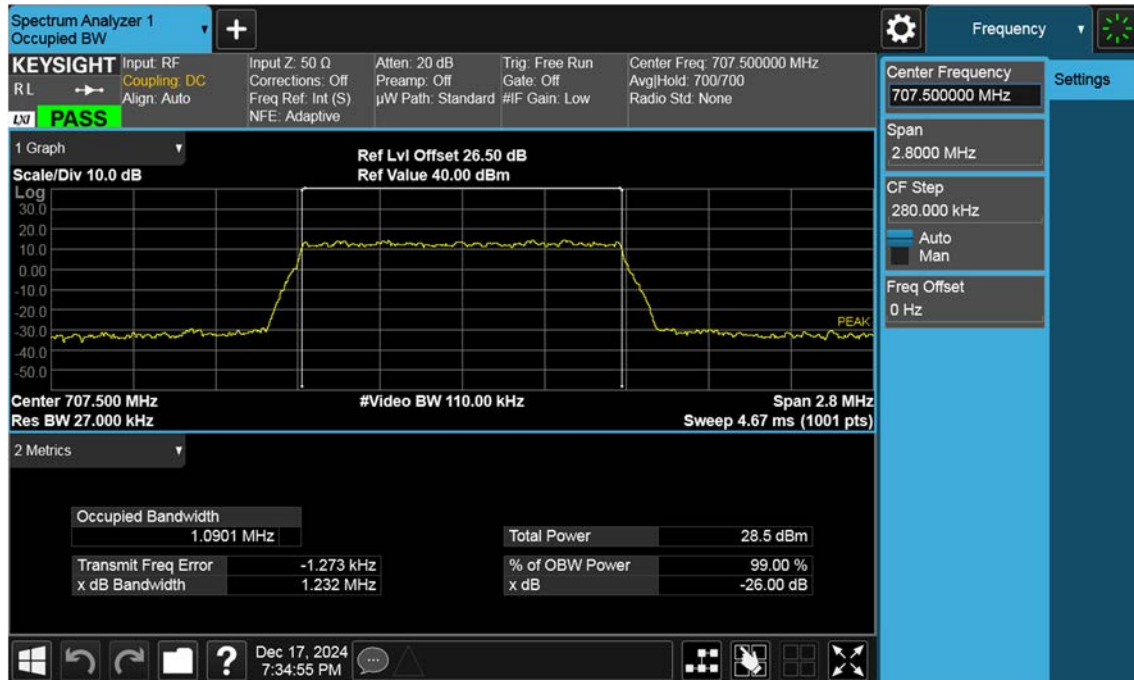 Spectrum Analyzer 1
Occupied BW
Frequency
KEYSIGHT
RL
LXI
PASS
Input: RF
Coupling: DC
Align: Auto
Input Z: 50 Ω
Corrections: Off
Freq Ref: Int (S)
NFE: Adaptive
Atten: 20 dB
Preamp: Off
µW Path: Standard
Trig: Free Run
Gate: Off
#IF Gain: Low
Center Freq: 707.500000 MHz
Avg|Hold: 700/700
Radio Std: None
Center Frequency
707.500000 MHz
Settings
Span
2.8000 MHz
CF Step
280.000 kHz
Auto
Man
Freq Offset
0 Hz
1 Graph
Scale/Div 10.0 dB
Ref Lvl Offset 26.50 dB
Ref Value 40.00 dBm
Log
30.0
20.0
10.0
0.00
-10.0
-20.0
-30.0
-40.0
-50.0
PEAK
Center 707.500 MHz
#Video BW 110.00 kHz
Span 2.8 MHz
Res BW 27.000 kHz
Sweep 4.67 ms (1001 pts)
2 Metrics
Occupied Bandwidth
1.0901 MHz
Total Power 28.5 dBm
Transmit Freq Error -1.273 kHz
% of OBW Power 99.00 %
x dB Bandwidth 1.232 MHz
x dB -26.00 dB
?
Dec 17, 2024
7:34:55 PM